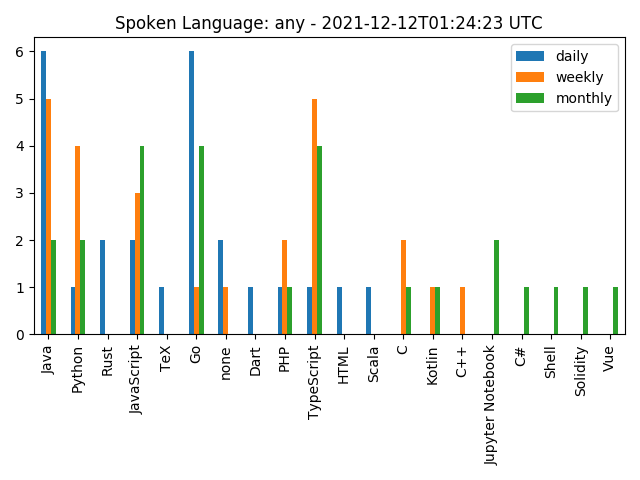 Spoken Language: any - 2021-12-12T01:24:23 UTC
daily
weekly
monthly
6
5
4
3
2
1
0
Java
Python
Rust
JavaScript
TeX
Go
none
Dart
PHP
TypeScript
HTML
Scala
C
Kotlin
C++
Jupyter Notebook
C#
Shell
Solidity
Vue